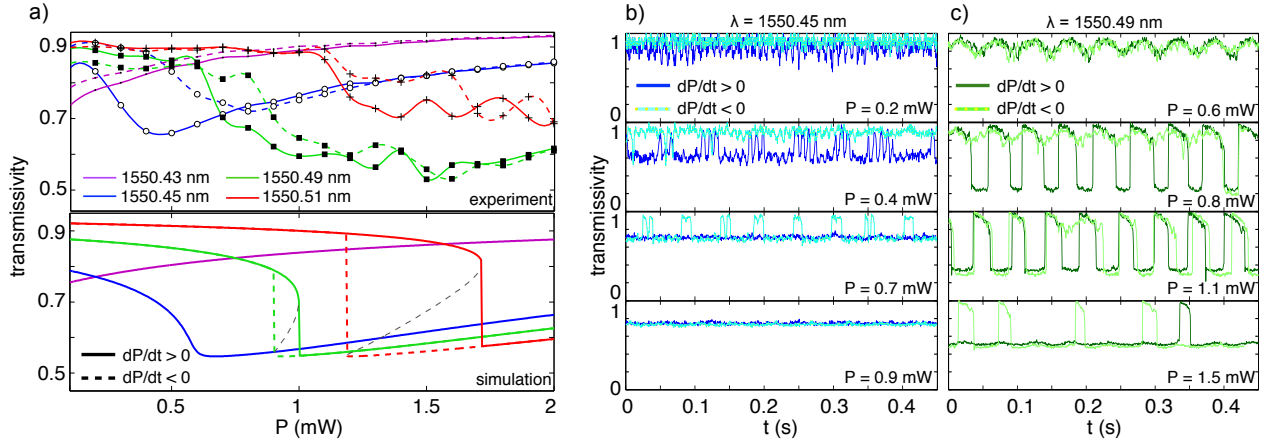 a)
0.9
0.7
0.5
1550.43 nm
1550.49 nm
1550.45 nm
1550.51 nm
experiment
transmissivity
0.9
0.7
0.5
dP/dt > 0
dP/dt < 0
simulation
0.5
1
1.5
2
P (mW)
b)
λ = 1550.45 nm
1
dP/dt > 0
dP/dt < 0
P = 0.2 mW
0
1
P = 0.4 mW
0
1
P = 0.7 mW
0
1
P = 0.9 mW
0
transmissivity
0 0.1 0.2 0.3 0.4
t (s)
c)
λ = 1550.49 nm
dP/dt > 0
dP/dt < 0
P = 0.6 mW
P = 0.8 mW
P = 1.1 mW
P = 1.5 mW
0 0.1 0.2 0.3 0.4
t (s)